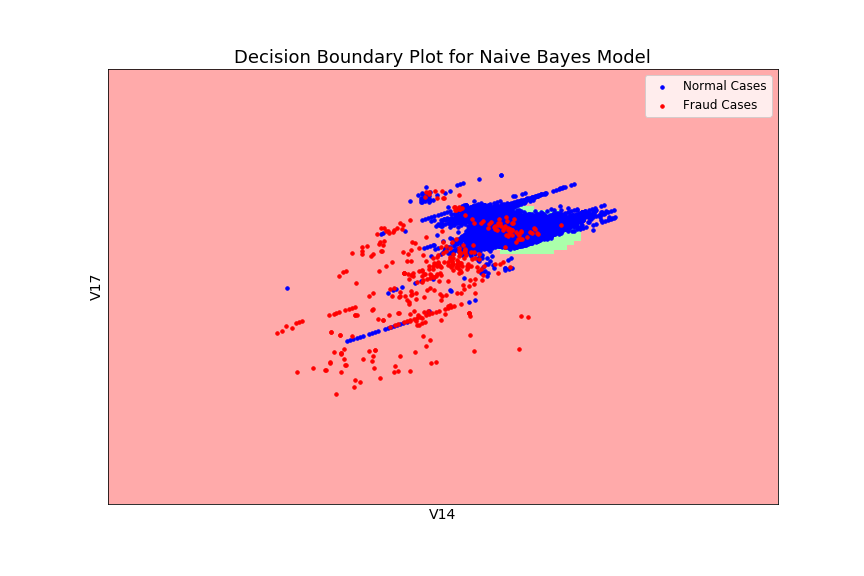 Decision Boundary Plot for Naive Bayes Model
Normal Cases
Fraud Cases
V17
V14